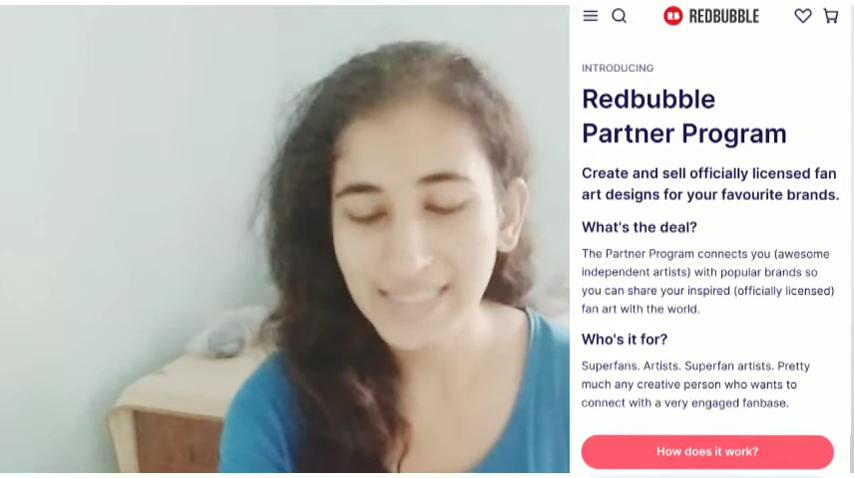 REDBUBBLE
INTRODUCING
Redbubble
Partner Program
Create and sell officially licensed fan
art designs for your favourite brands.
What's the deal?
The Partner Program connects you (awesome
independent artists) with popular brands so
you can share your inspired (officially licensed)
fan art with the world.
Who's it for?
Superfans. Artists. Superfan artists. Pretty
much any creative person who wants to
connect with a very engaged fanbase.
How does it work?